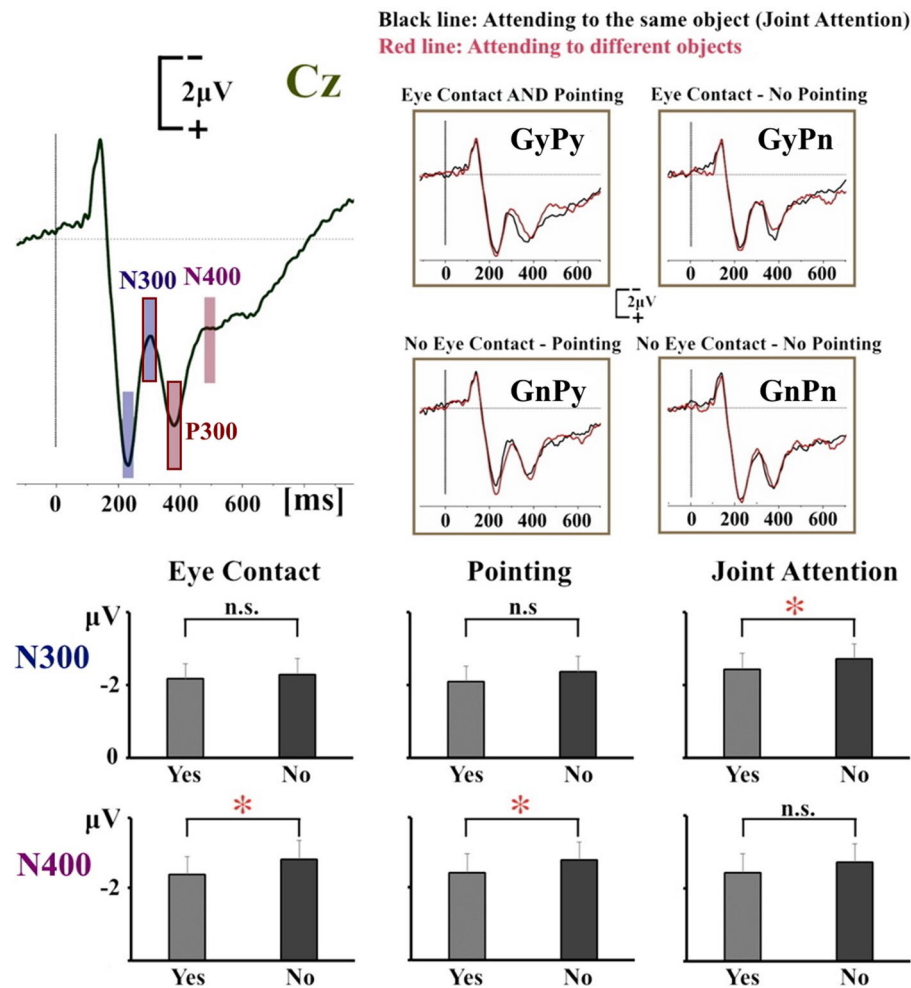 Black line: Attending to the same object (Joint Attention)
Red line: Attending to different objects
−
2μV
+
Cz
N300
N400
P300
0 200 400 600 [ms]
Eye Contact AND Pointing
GyPy
0 200 400 600
Eye Contact - No Pointing
GyPn
0 200 400 600
−
2μV
+
No Eye Contact - Pointing
GnPy
0 200 400 600
No Eye Contact - No Pointing
GnPn
0 200 400 600
Eye Contact Pointing Joint Attention
N300
μV
-2
0
n.s.
Yes No
n.s
Yes No
*
Yes No
N400
μV
-2
*
Yes No
*
Yes No
n.s.
Yes No